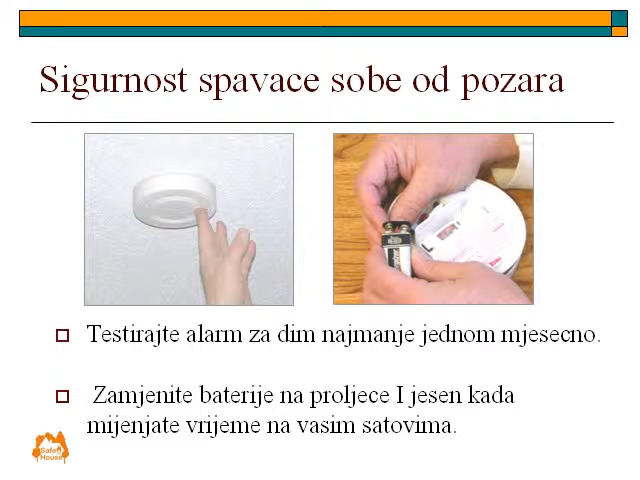 Sigurnost spavace sobe od pozara
Testirajte alarm za dim najmanje jednom mjesecno.
Zamjenite baterije na proljece I jesen kada
mijenjate vrijeme na vasim satovima.
Safe
House